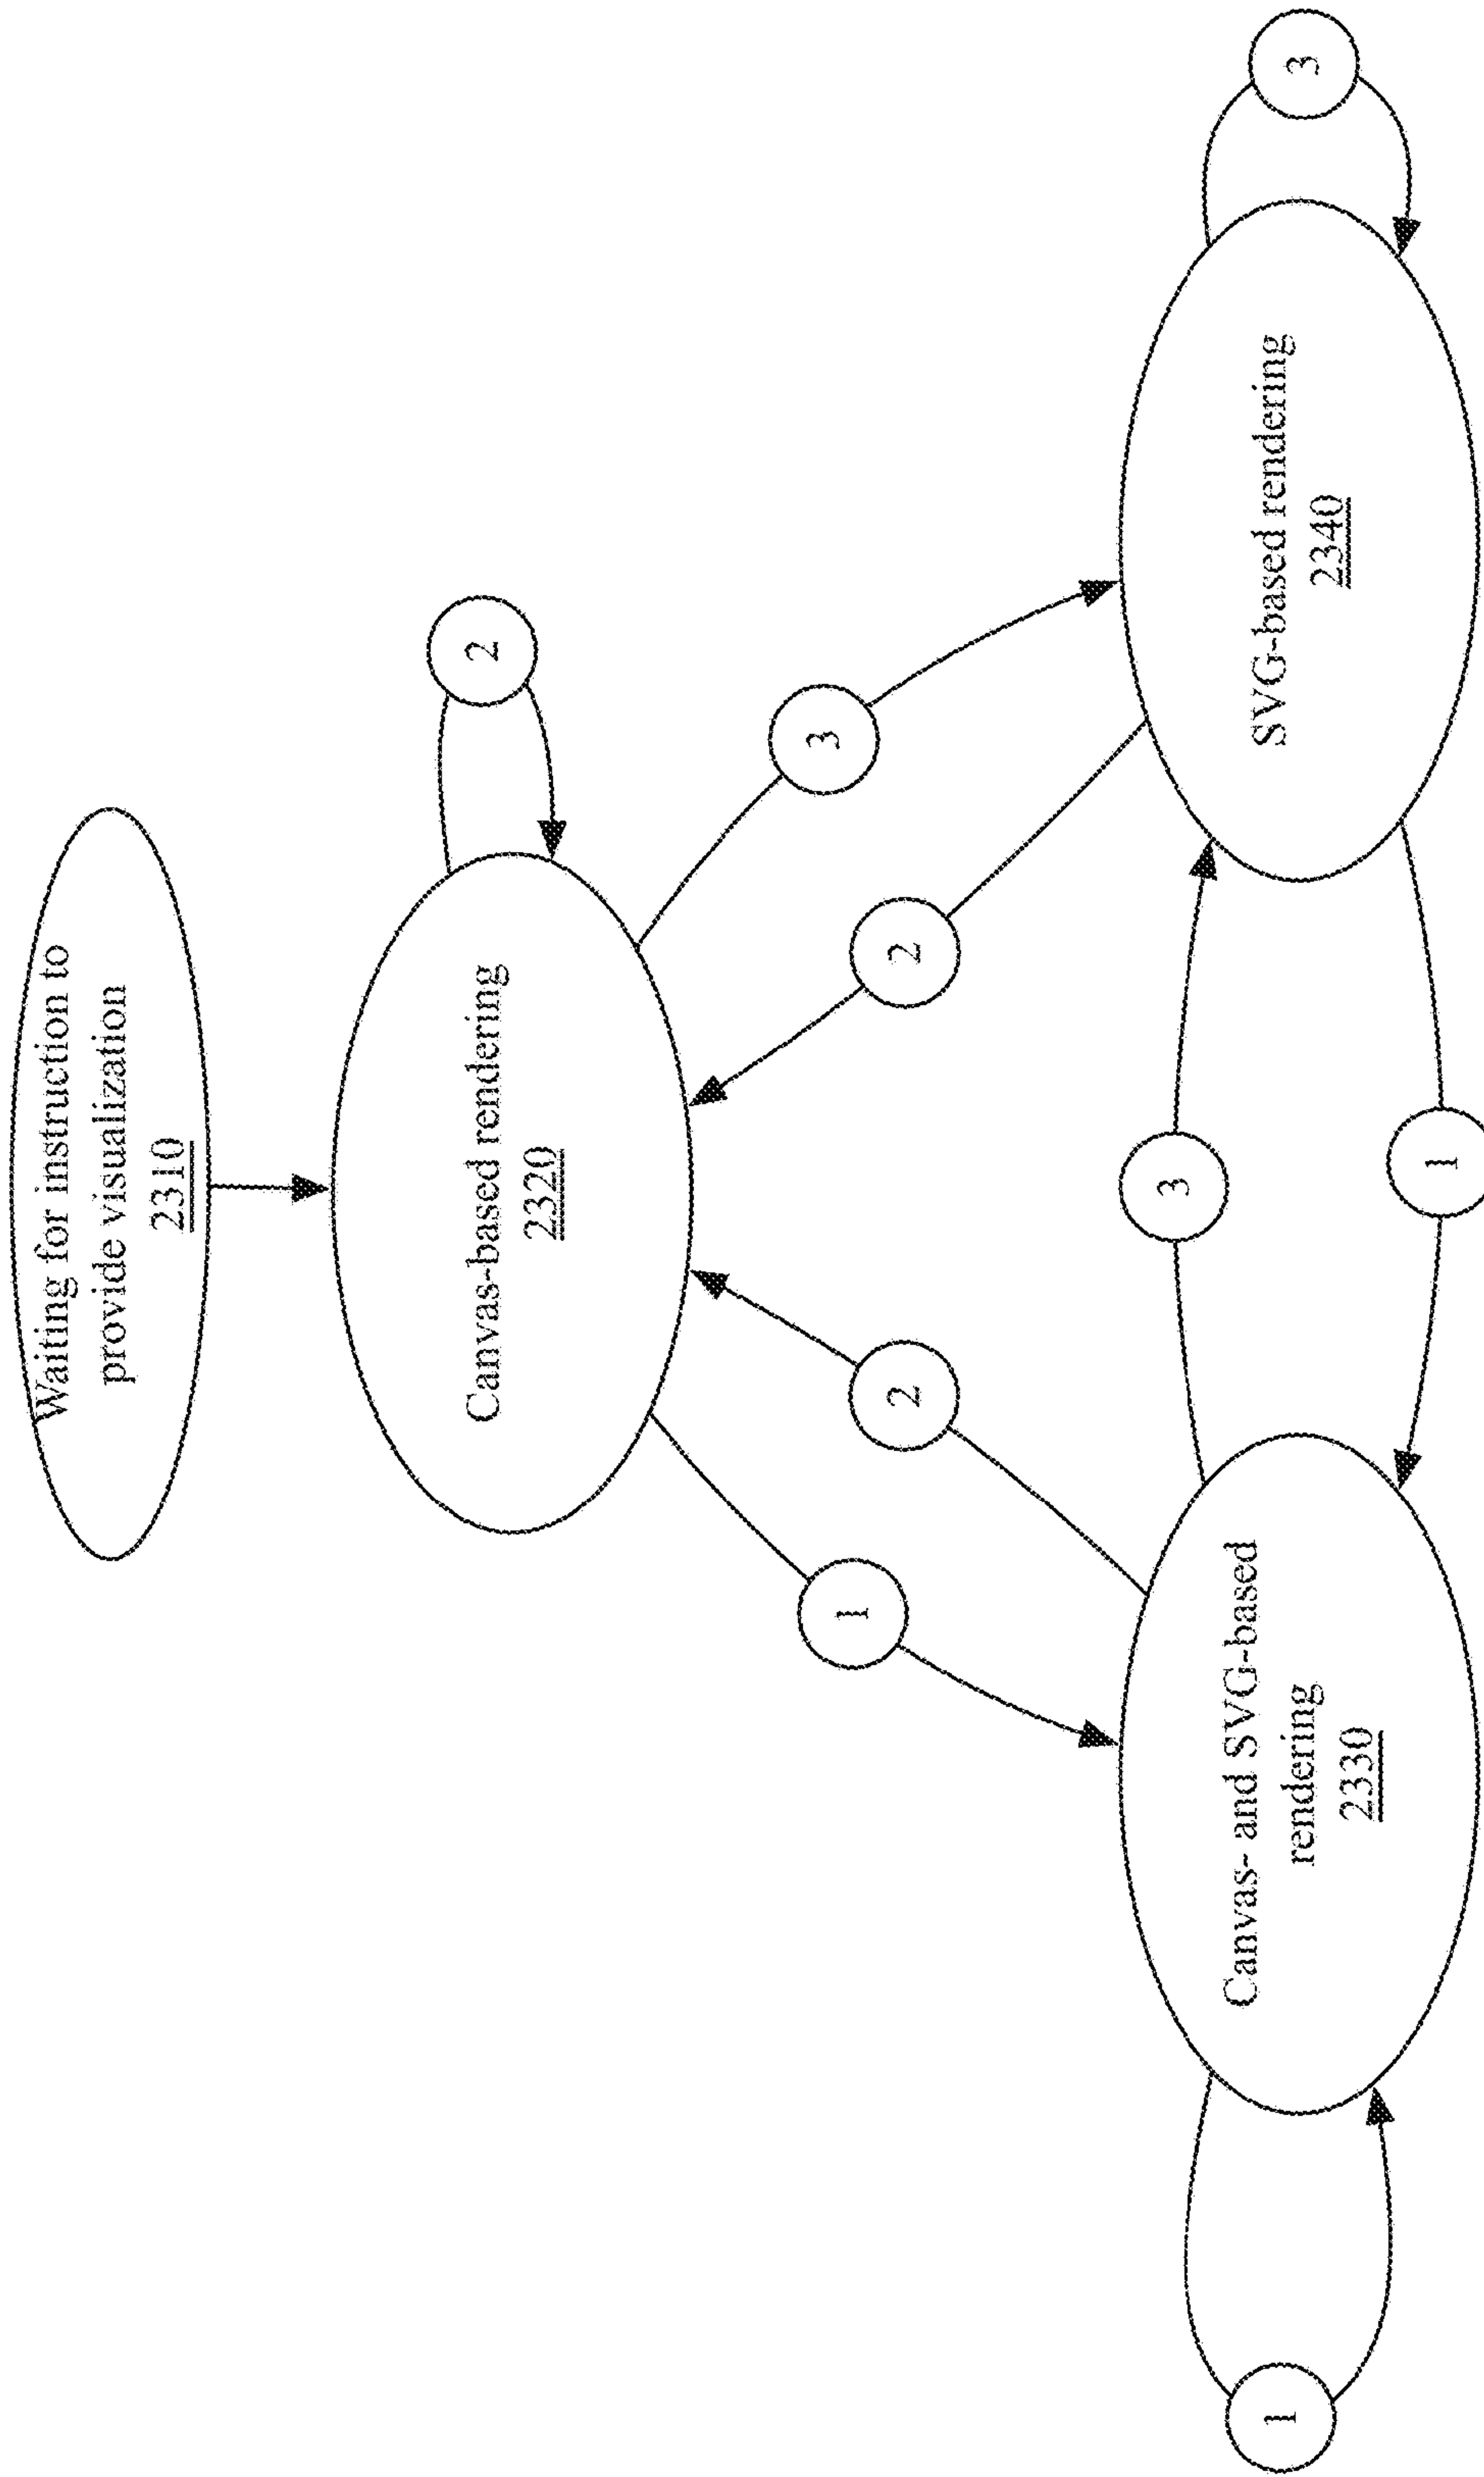 Waiting for instruction to
provide visualization
2310
Canvas-based rendering
2320
2
1
2
2
3
3
1
Canvas- and SVG-based
rendering
2330
SVG-based rendering
2340
3
1